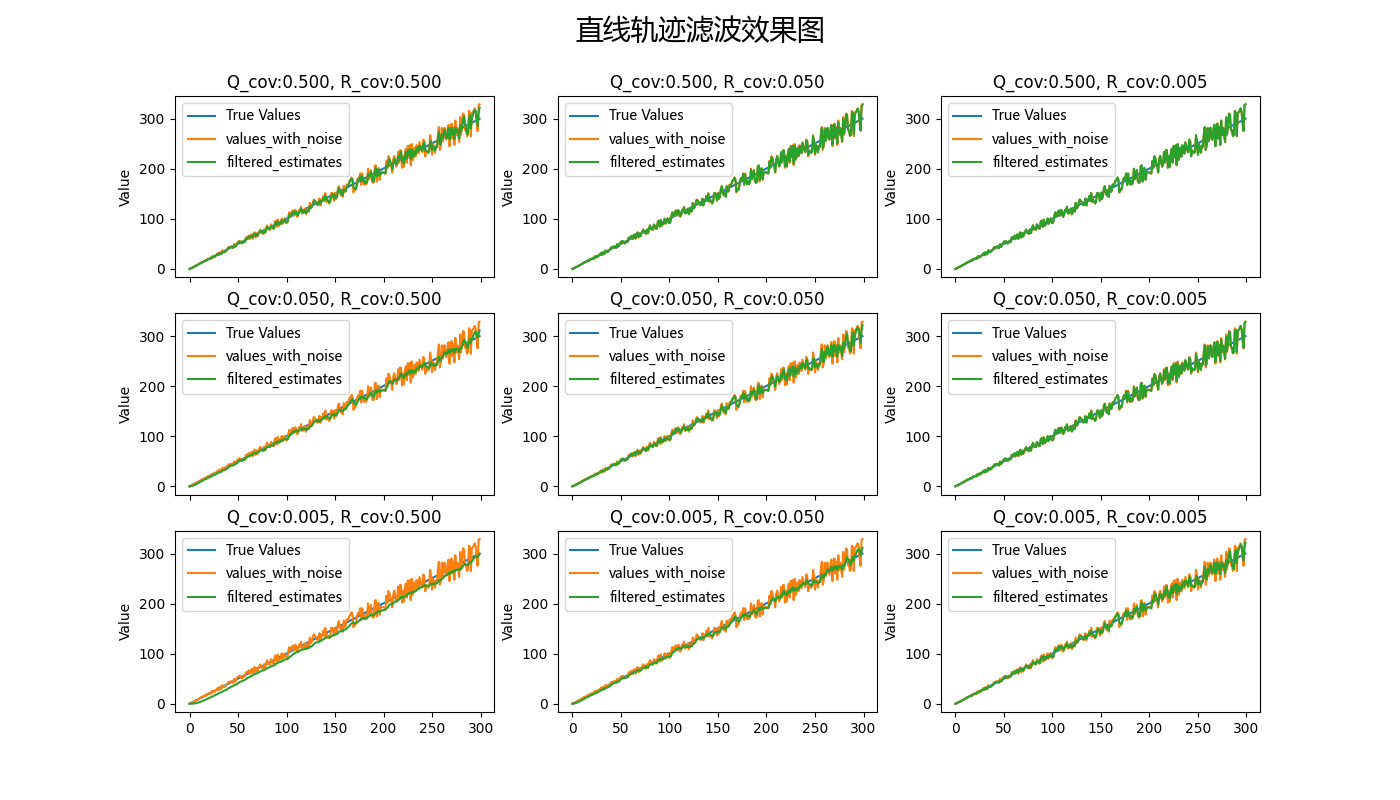 直线轨迹滤波效果图
Q_cov:0.500, R_cov:0.500
Value
300
200
100
0
True Values
values_with_noise
filtered_estimates
Q_cov:0.500, R_cov:0.050
Value
300
200
100
0
True Values
values_with_noise
filtered_estimates
Q_cov:0.500, R_cov:0.005
Value
300
200
100
0
True Values
values_with_noise
filtered_estimates
Q_cov:0.050, R_cov:0.500
Value
300
200
100
0
True Values
values_with_noise
filtered_estimates
Q_cov:0.050, R_cov:0.050
Value
300
200
100
0
True Values
values_with_noise
filtered_estimates
Q_cov:0.050, R_cov:0.005
Value
300
200
100
0
True Values
values_with_noise
filtered_estimates
Q_cov:0.005, R_cov:0.500
Value
300
200
100
0
True Values
values_with_noise
filtered_estimates
0 50 100 150 200 250 300
Q_cov:0.005, R_cov:0.050
Value
300
200
100
0
True Values
values_with_noise
filtered_estimates
0 50 100 150 200 250 300
Q_cov:0.005, R_cov:0.005
Value
300
200
100
0
True Values
values_with_noise
filtered_estimates
0 50 100 150 200 250 300